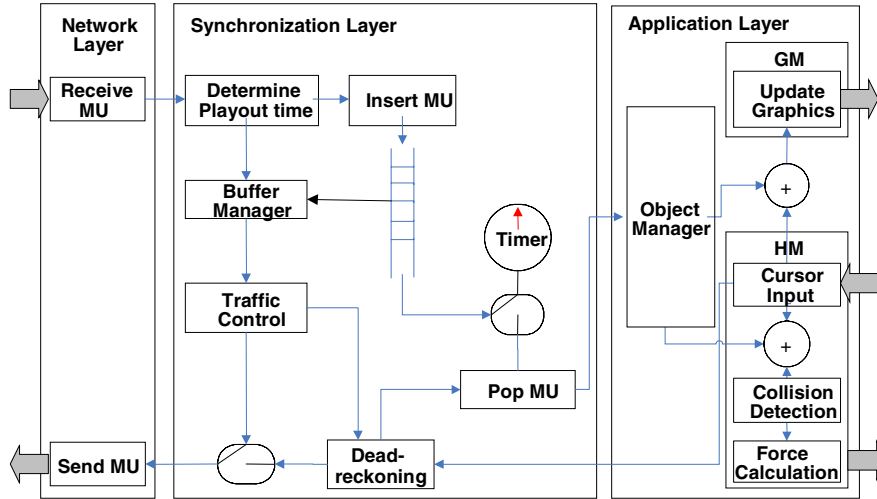 Network
Layer
Synchronization Layer
Application Layer
GM
Receive
MU
Determine
Playout time
Insert MU
Update
Graphics
Buffer
Manager
+
Timer
Object
Manager
HM
Cursor
Input
Traffic
Control
+
Pop MU
Collision
Detection
Send MU
Dead-
reckoning
Force
Calculation